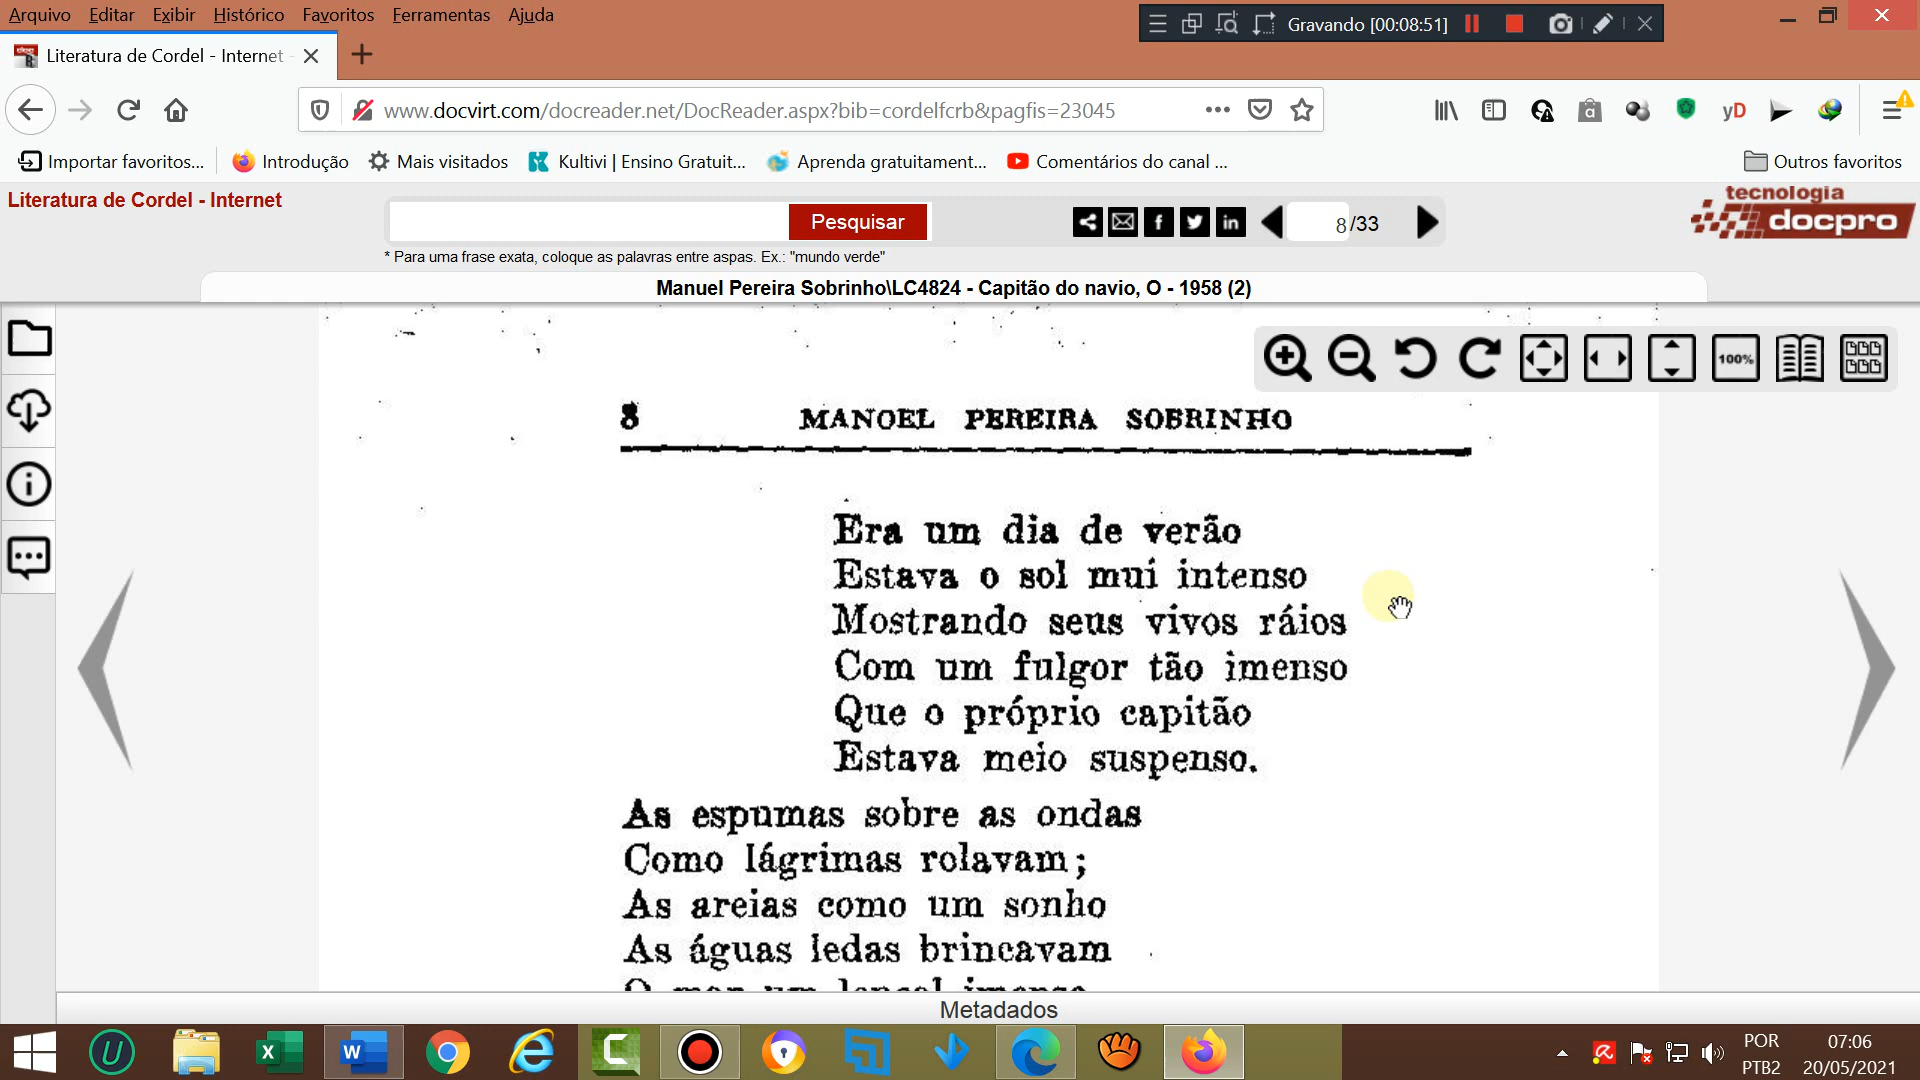 Arquivo Editar Exibir Histórico Favoritos Ferramentas Ajuda
Gravando [00:08:51]
Literatura de Cordel - Internet -
www.docvirt.com/docreader.net/DocReader.aspx?bib=cordelfcrb&pagfis=23045
Importar favoritos... Introdução Mais visitados Kultivi | Ensino Gratuit... Aprenda gratuitament... Comentários do canal ... Outros favoritos
Literatura de Cordel - Internet
Pesquisar
8 /33
tecnologia
docpro
* Para uma frase exata, coloque as palavras entre aspas. Ex.: "mundo verde"
Manuel Pereira Sobrinho\LC4824 - Capitão do navio, O - 1958 (2)
100%
8 MANOEL PEREIRA SOBRINHO
Era um dia de verão
Estava o sol mui intenso
Mostrando seus vivos ráios
Com um fulgor tão imenso
Que o próprio capitão
Estava meio suspenso.
As espumas sobre as ondas
Como lágrimas rolavam;
As areias como um sonho
As águas ledas brincavam
O mar um lençol imenso
Metadados
POR
PTB2
07:06
20/05/2021